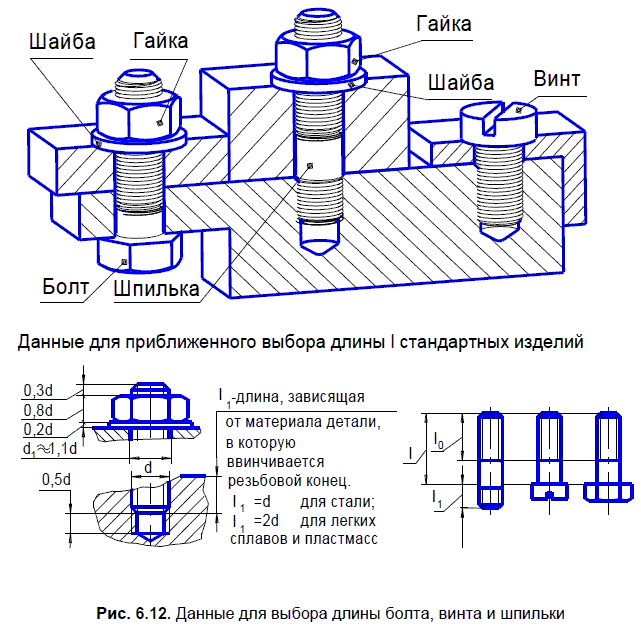 Шайба
Гайка
Гайка
Шайба
Винт
Болт
Шпилька
Данные для приближенного выбора длины l стандартных изделий
0,3d
0,8d
0,2d
d₁≈1,1d
d
0,5d
l₁-длина, зависящая
от материала детали,
в которую
ввинчивается
резьбовой конец.
l₁ =d для стали;
l₁ =2d для легких
сплавов и пластмасс
l
l₀
l₁
Рис. 6.12. Данные для выбора длины болта, винта и шпильки